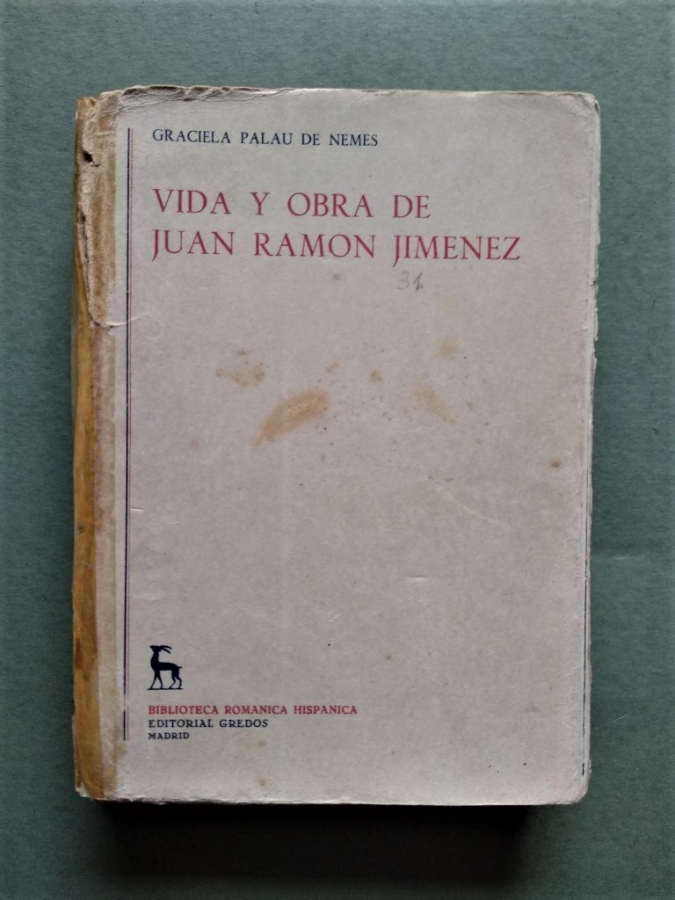 GRACIELA PALAU DE NEMES
VIDA Y OBRA DE
JUAN RAMON JIMENEZ
31
BIBLIOTECA ROMANICA HISPANICA
EDITORIAL GREDOS
MADRID